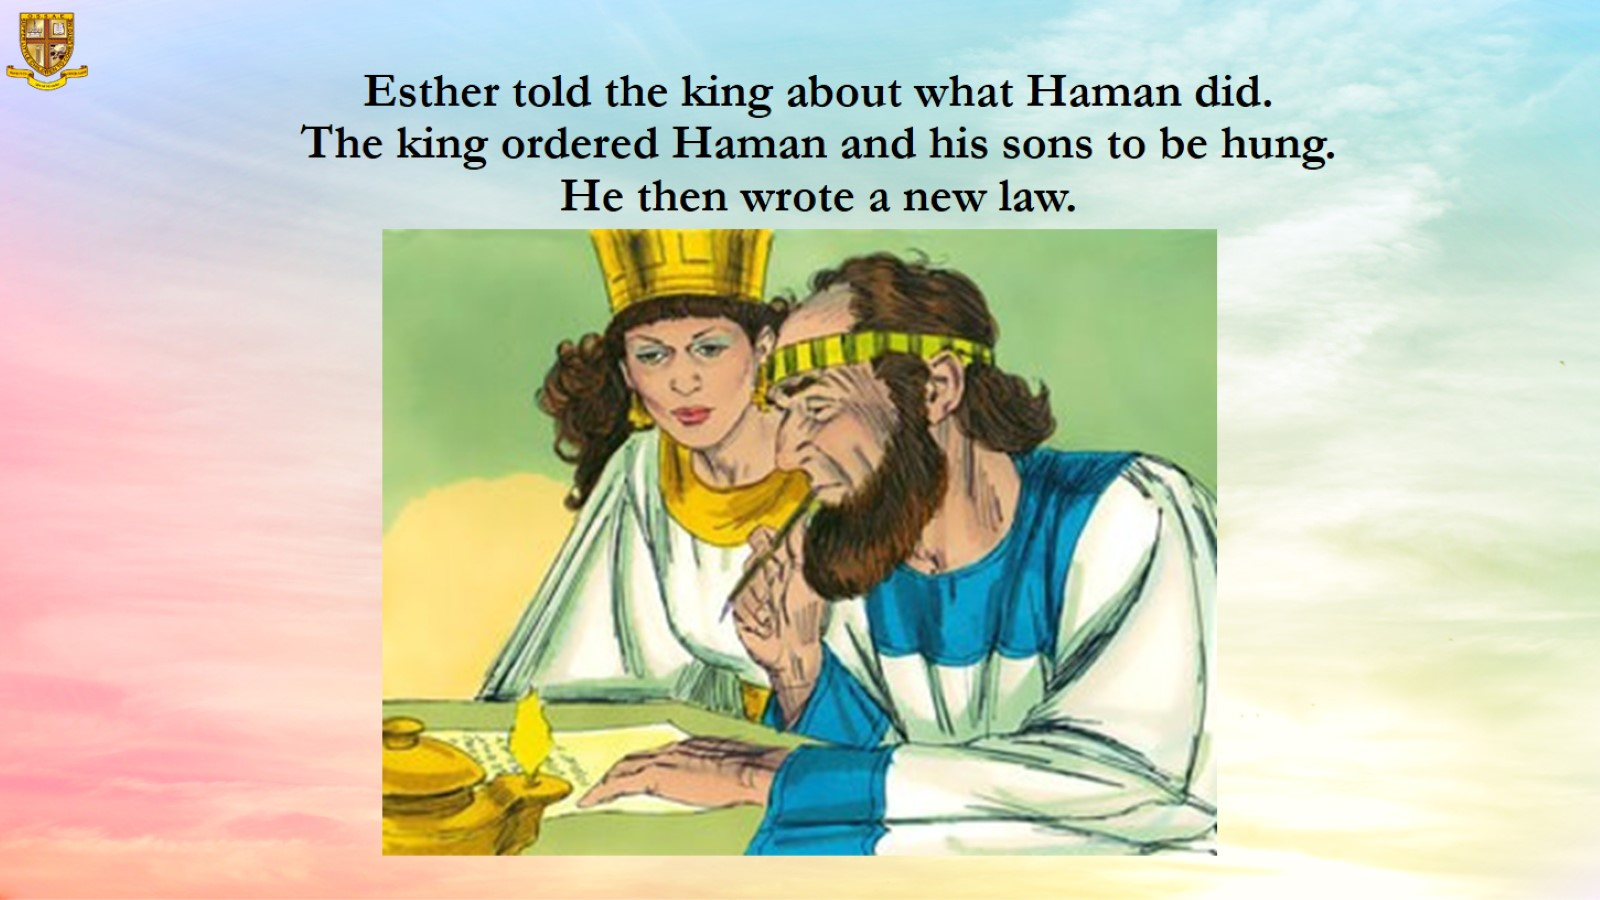 Esther told the king about what Haman did.
The king ordered Haman and his sons to be hung.
He then wrote a new law.